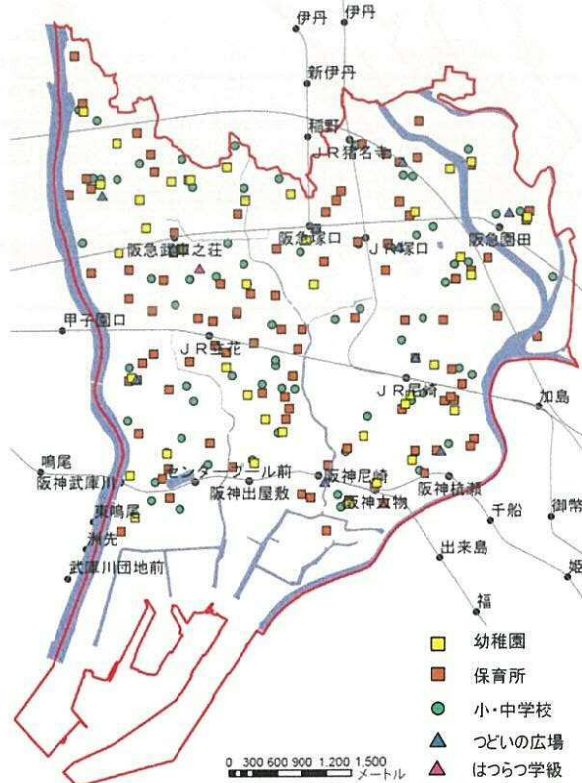 伊丹
伊丹
新伊丹
稲野
JR猪名寺
阪急塚口
JR塚口
阪急園田
阪急武庫之荘
甲子園口
JR立花
JR尼崎
加島
鳴尾
阪神武庫川
センタープール前
阪神出屋敷
阪神尼崎
阪神大物
阪神杭瀬
東鳴尾
洲先
武庫川団地前
千船
御幣
出来島
姫
福
幼稚園
保育所
小・中学校
つどいの広場
はつらつ学級
0 300 600 900 1,200 1,500
メートル